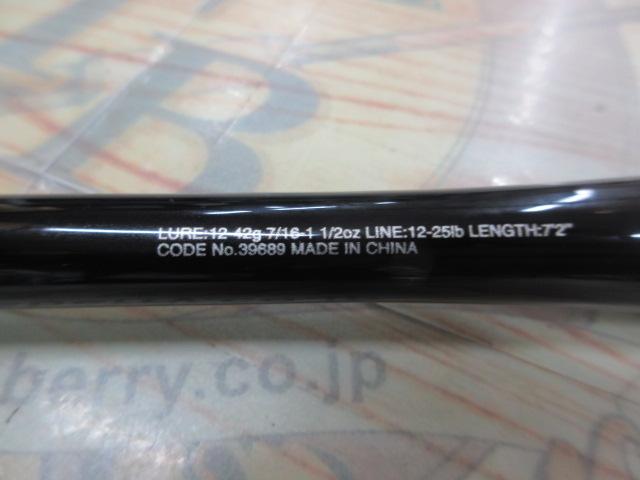 LURE:12-42g-7/16-1 1/2oz LINE:12-25lb LENGTH:7'2"
CODE No.39689 MADE IN CHINA
berry.co.jp